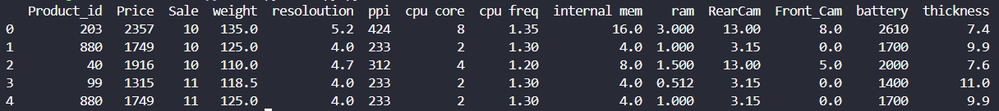 Product_id Price Sale weight resoloution ppi cpu core cpu freq internal mem ram RearCam Front_Cam battery thickness
0 203 2357 10 135.0 5.2 424 8 1.35 16.0 3.000 13.00 8.0 2610 7.4
1 880 1749 10 125.0 4.0 233 2 1.30 4.0 1.000 3.15 0.0 1700 9.9
2 40 1916 10 110.0 4.7 312 4 1.20 8.0 1.500 13.00 5.0 2000 7.6
3 99 1315 11 118.5 4.0 233 2 1.30 4.0 0.512 3.15 0.0 1400 11.0
4 880 1749 11 125.0 4.0 233 2 1.30 4.0 1.000 3.15 0.0 1700 9.9